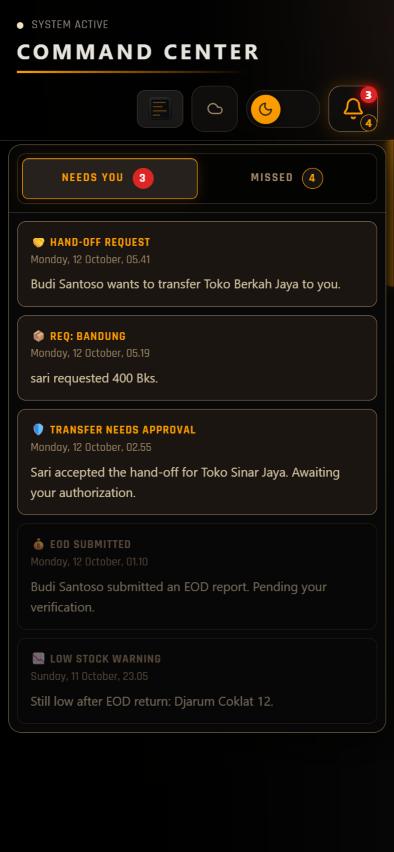 SYSTEM ACTIVE
COMMAND CENTER
3
4
NEEDS YOU 3
MISSED 4
HAND-OFF REQUEST
Monday, 12 October, 05.41
Budi Santoso wants to transfer Toko Berkah Jaya to you.
REQ: BANDUNG
Monday, 12 October, 05.19
sari requested 400 Bks.
TRANSFER NEEDS APPROVAL
Monday, 12 October, 02.55
Sari accepted the hand-off for Toko Sinar Jaya. Awaiting
your authorization.
EOD SUBMITTED
Monday, 12 October, 01.10
Budi Santoso submitted an EOD report. Pending your
verification.
LOW STOCK WARNING
Sunday, 11 October, 23.05
Still low after EOD return: Djarum Coklat 12.